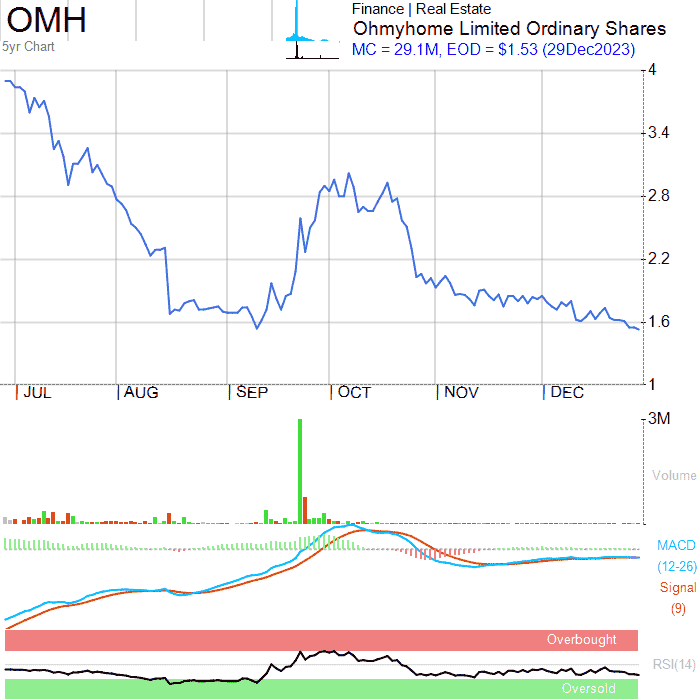 OMH
5yr Chart
Finance | Real Estate
Ohmyhome Limited Ordinary Shares
MC = 29.1M, EOD = $1.53 (29Dec2023)
4
3.4
2.8
2.2
1.6
1
JUL AUG SEP OCT NOV DEC
3M
Volume
MACD
(12-26)
Signal
(9)
Overbought
RSI(14)
Oversold